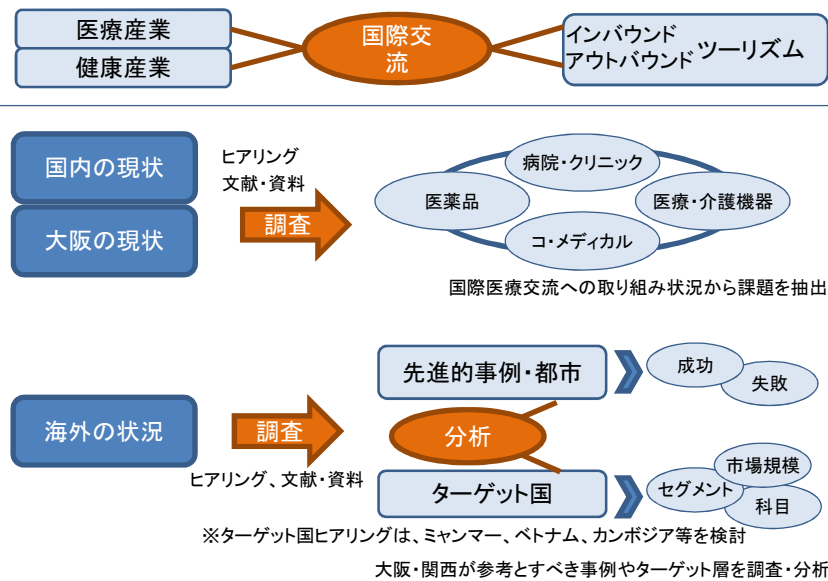 医療産業
健康産業
国際交
流
インバウンド
アウトバウンド
ツーリズム
国内の現状
大阪の現状
ヒアリング
文献・資料
調査
病院・クリニック
医薬品
医療・介護機器
コ・メディカル
国際医療交流への取り組み状況から課題を抽出
海外の状況
調査
ヒアリング、文献・資料
先進的事例・都市
成功
失敗
分析
ターゲット国
市場規模
セグメント
科目
※ターゲット国ヒアリングは、ミャンマー、ベトナム、カンボジア等を検討
大阪・関西が参考とすべき事例やターゲット層を調査・分析